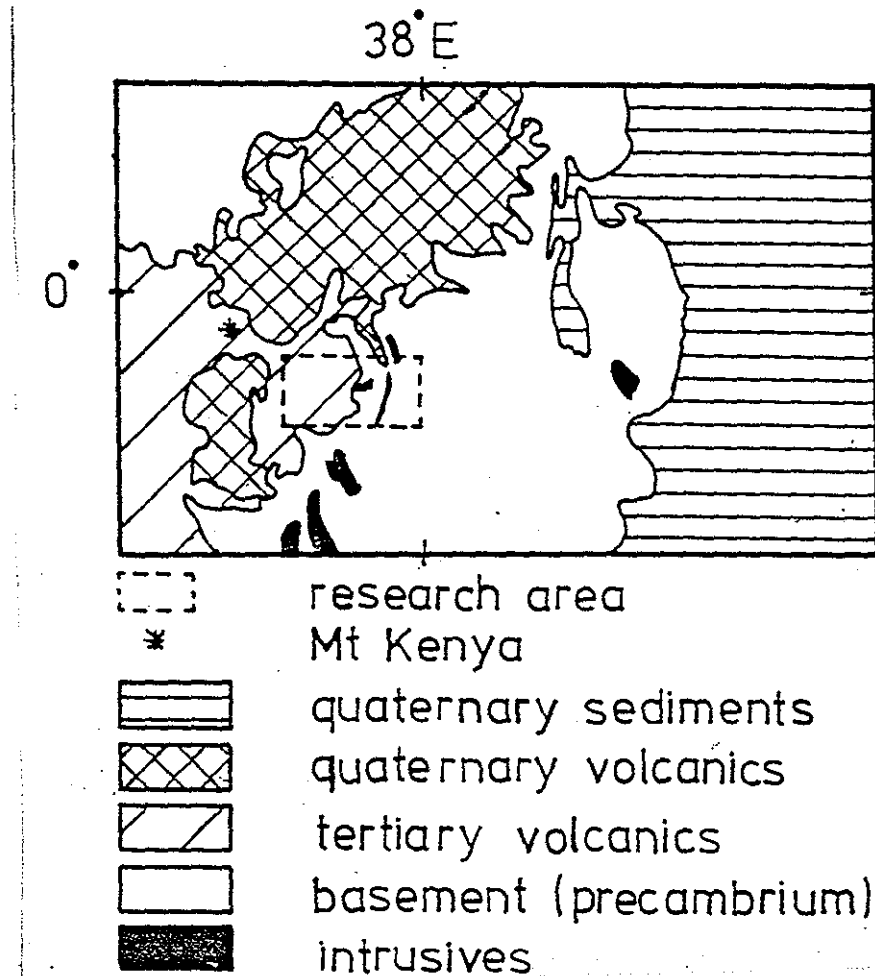 38°E
0°
research area
Mt Kenya
quaternary sediments
quaternary volcanics
tertiary volcanics
basement (precambrium)
intrusives